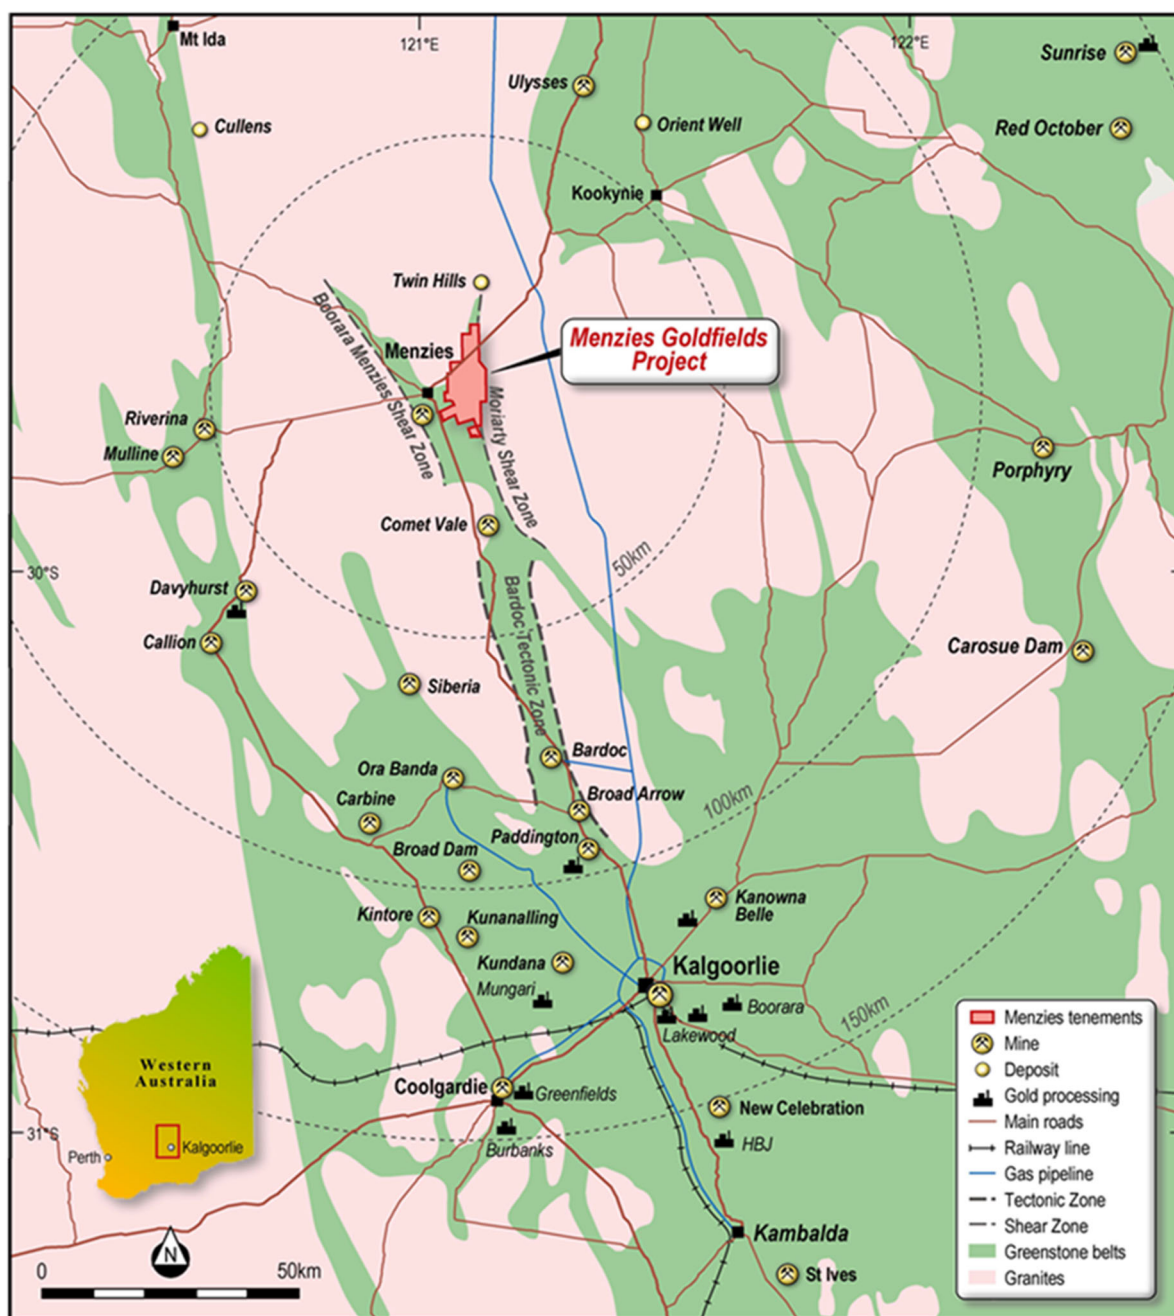 121°E
122°E
Mt Ida
Sunrise
Ulysses
Cullens
Orient Well
Red October
Kookynie
Twin Hills
Boorara Menzies Shear Zone
Menzies
Menzies Goldfields
Project
Moriarty Shear Zone
Riverina
Mulline
Porphyry
Comet Vale
50km
30°S
Davyhurst
Bardoc Tectonic Zone
Callion
Carosue Dam
Siberia
Bardoc
Ora Banda
Broad Arrow
100km
Carbine
Paddington
Broad Dam
Kanowna
Belle
Kintore
Kunanalling
Kundana
Kalgoorlie
Mungari
Boorara
150km
Lakewood
Western
Australia
Coolgardie
Greenfields
New Celebration
31°S
Burbanks
HBJ
Perth
Kalgoorlie
Kambalda
N
St Ives
0
50km
Menzies tenements
Mine
Deposit
Gold processing
Main roads
Railway line
Gas pipeline
Tectonic Zone
Shear Zone
Greenstone belts
Granites